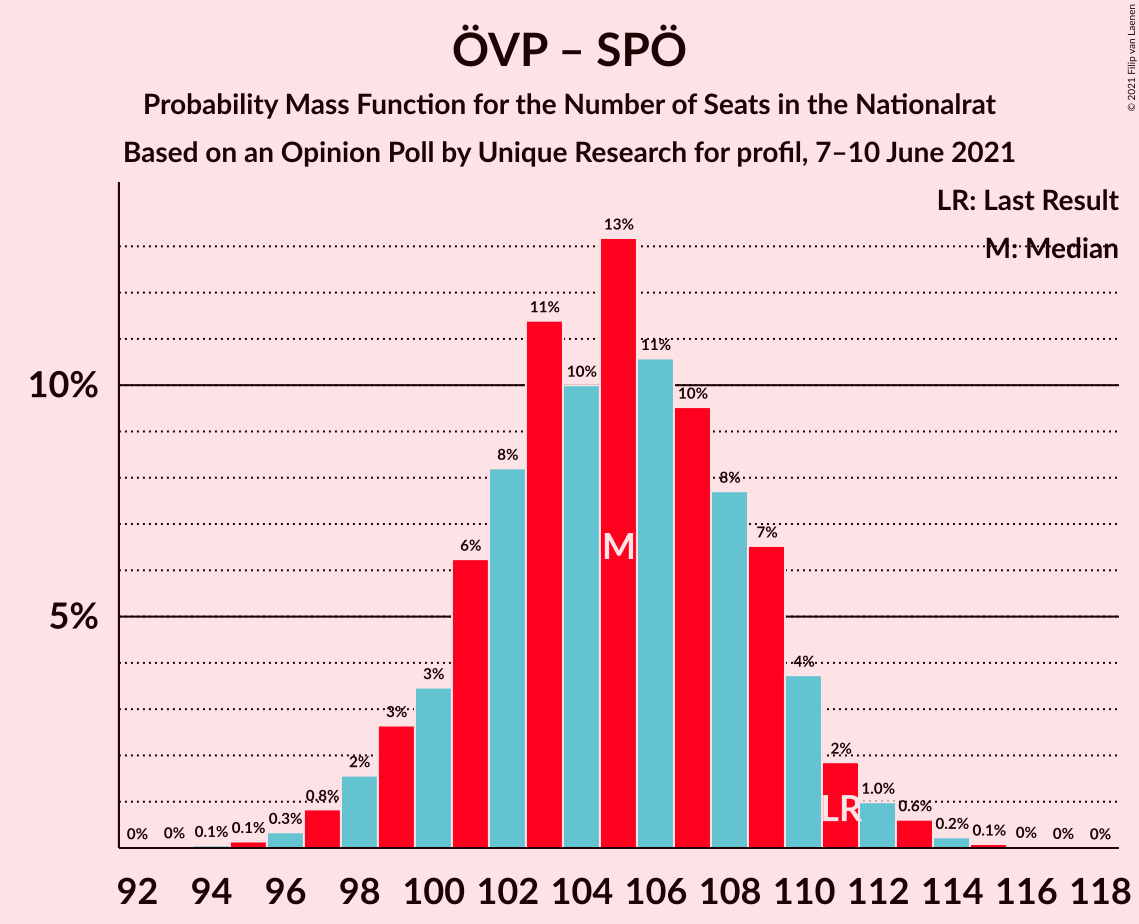 ÖVP – SPÖ
Probability Mass Function for the Number of Seats in the Nationalrat
Based on an Opinion Poll by Unique Research for profil, 7–10 June 2021
© 2021 Filip van Laenen
LR: Last Result
M: Median
10%
5%
0% 0% 0.1% 0.1% 0.3% 0.8% 2% 3% 3% 6% 8% 11% 10% 13% 11% 10% 8% 7% 4% 2% 1.0% 0.6% 0.2% 0.1% 0% 0% 0%
M
LR
92 94 96 98 100 102 104 106 108 110 112 114 116 118